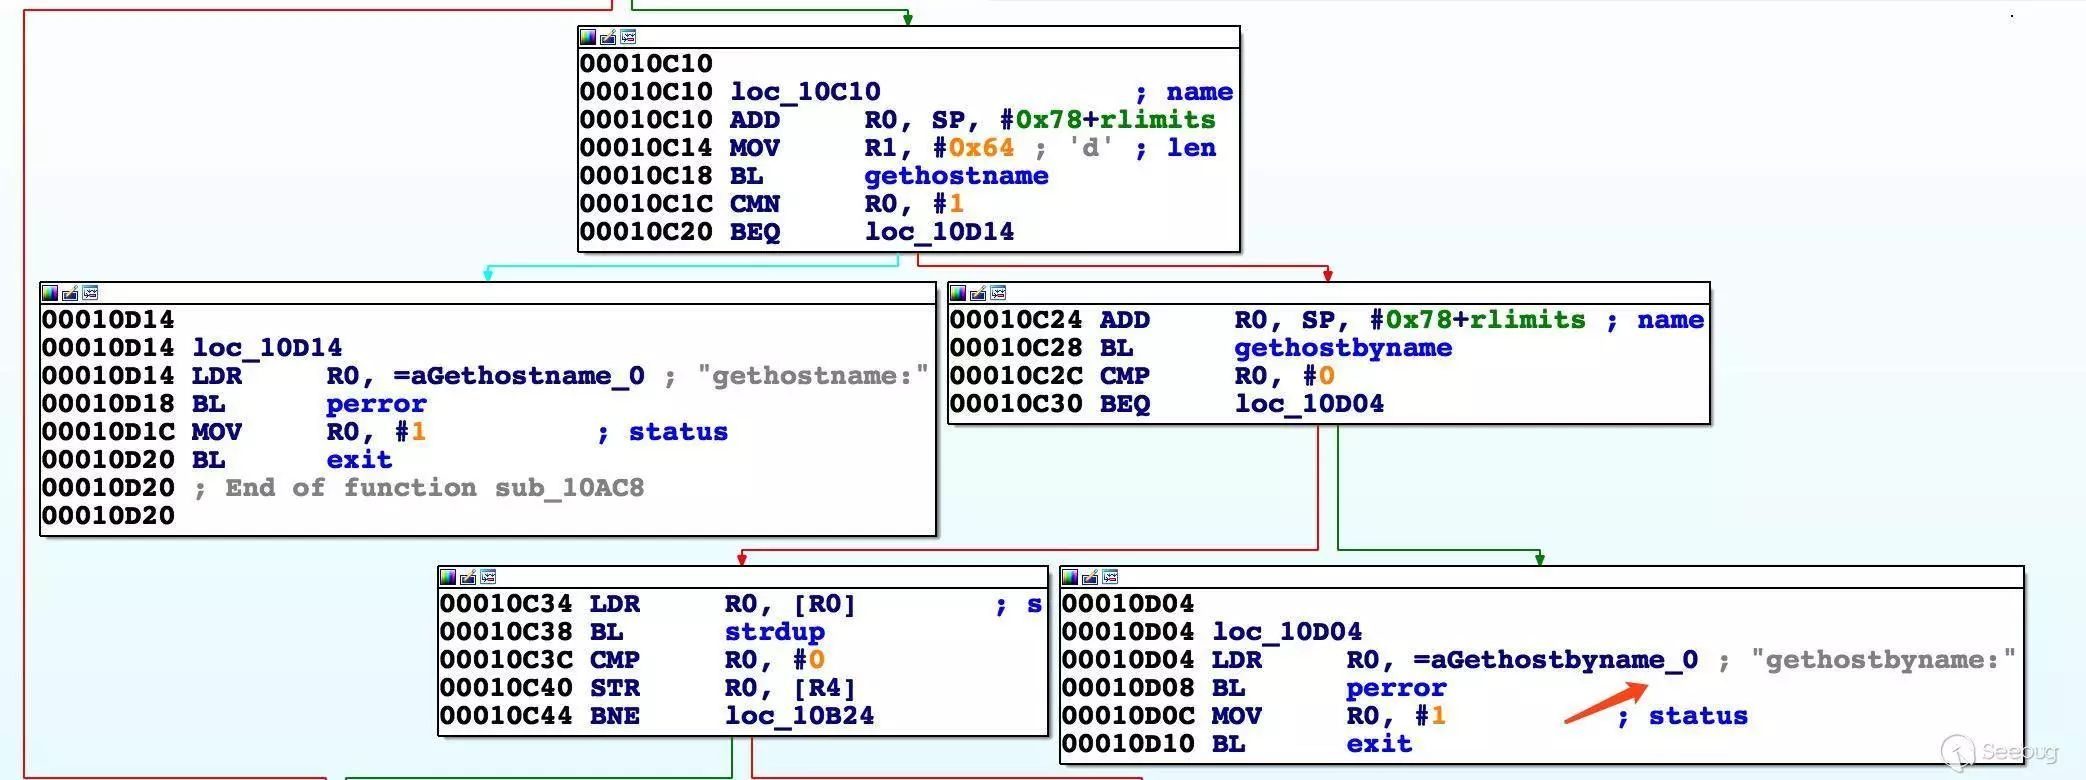 00010C10
00010C10 loc_10C10 ; name
00010C10 ADD R0, SP, #0x78+rlimits
00010C14 MOV R1, #0x64 ; 'd' ; len
00010C18 BL gethostname
00010C1C CMN R0, #1
00010C20 BEQ loc_10D14
00010D14
00010D14 loc_10D14
00010D14 LDR R0, =aGethostname_0 ; "gethostname:"
00010D18 BL perror
00010D1C MOV R0, #1 ; status
00010D20 BL exit
00010D20 ; End of function sub_10AC8
00010D20
00010C24 ADD R0, SP, #0x78+rlimits ; name
00010C28 BL gethostbyname
00010C2C CMP R0, #0
00010C30 BEQ loc_10D04
00010C34 LDR R0, [R0] ; s
00010C38 BL strdup
00010C3C CMP R0, #0
00010C40 STR R0, [R4]
00010C44 BNE loc_10B24
00010D04
00010D04 loc_10D04
00010D04 LDR R0, =aGethostbyname_0 ; "gethostbyname:"
00010D08 BL perror
00010D0C MOV R0, #1 ; status
00010D10 BL exit
Seebug